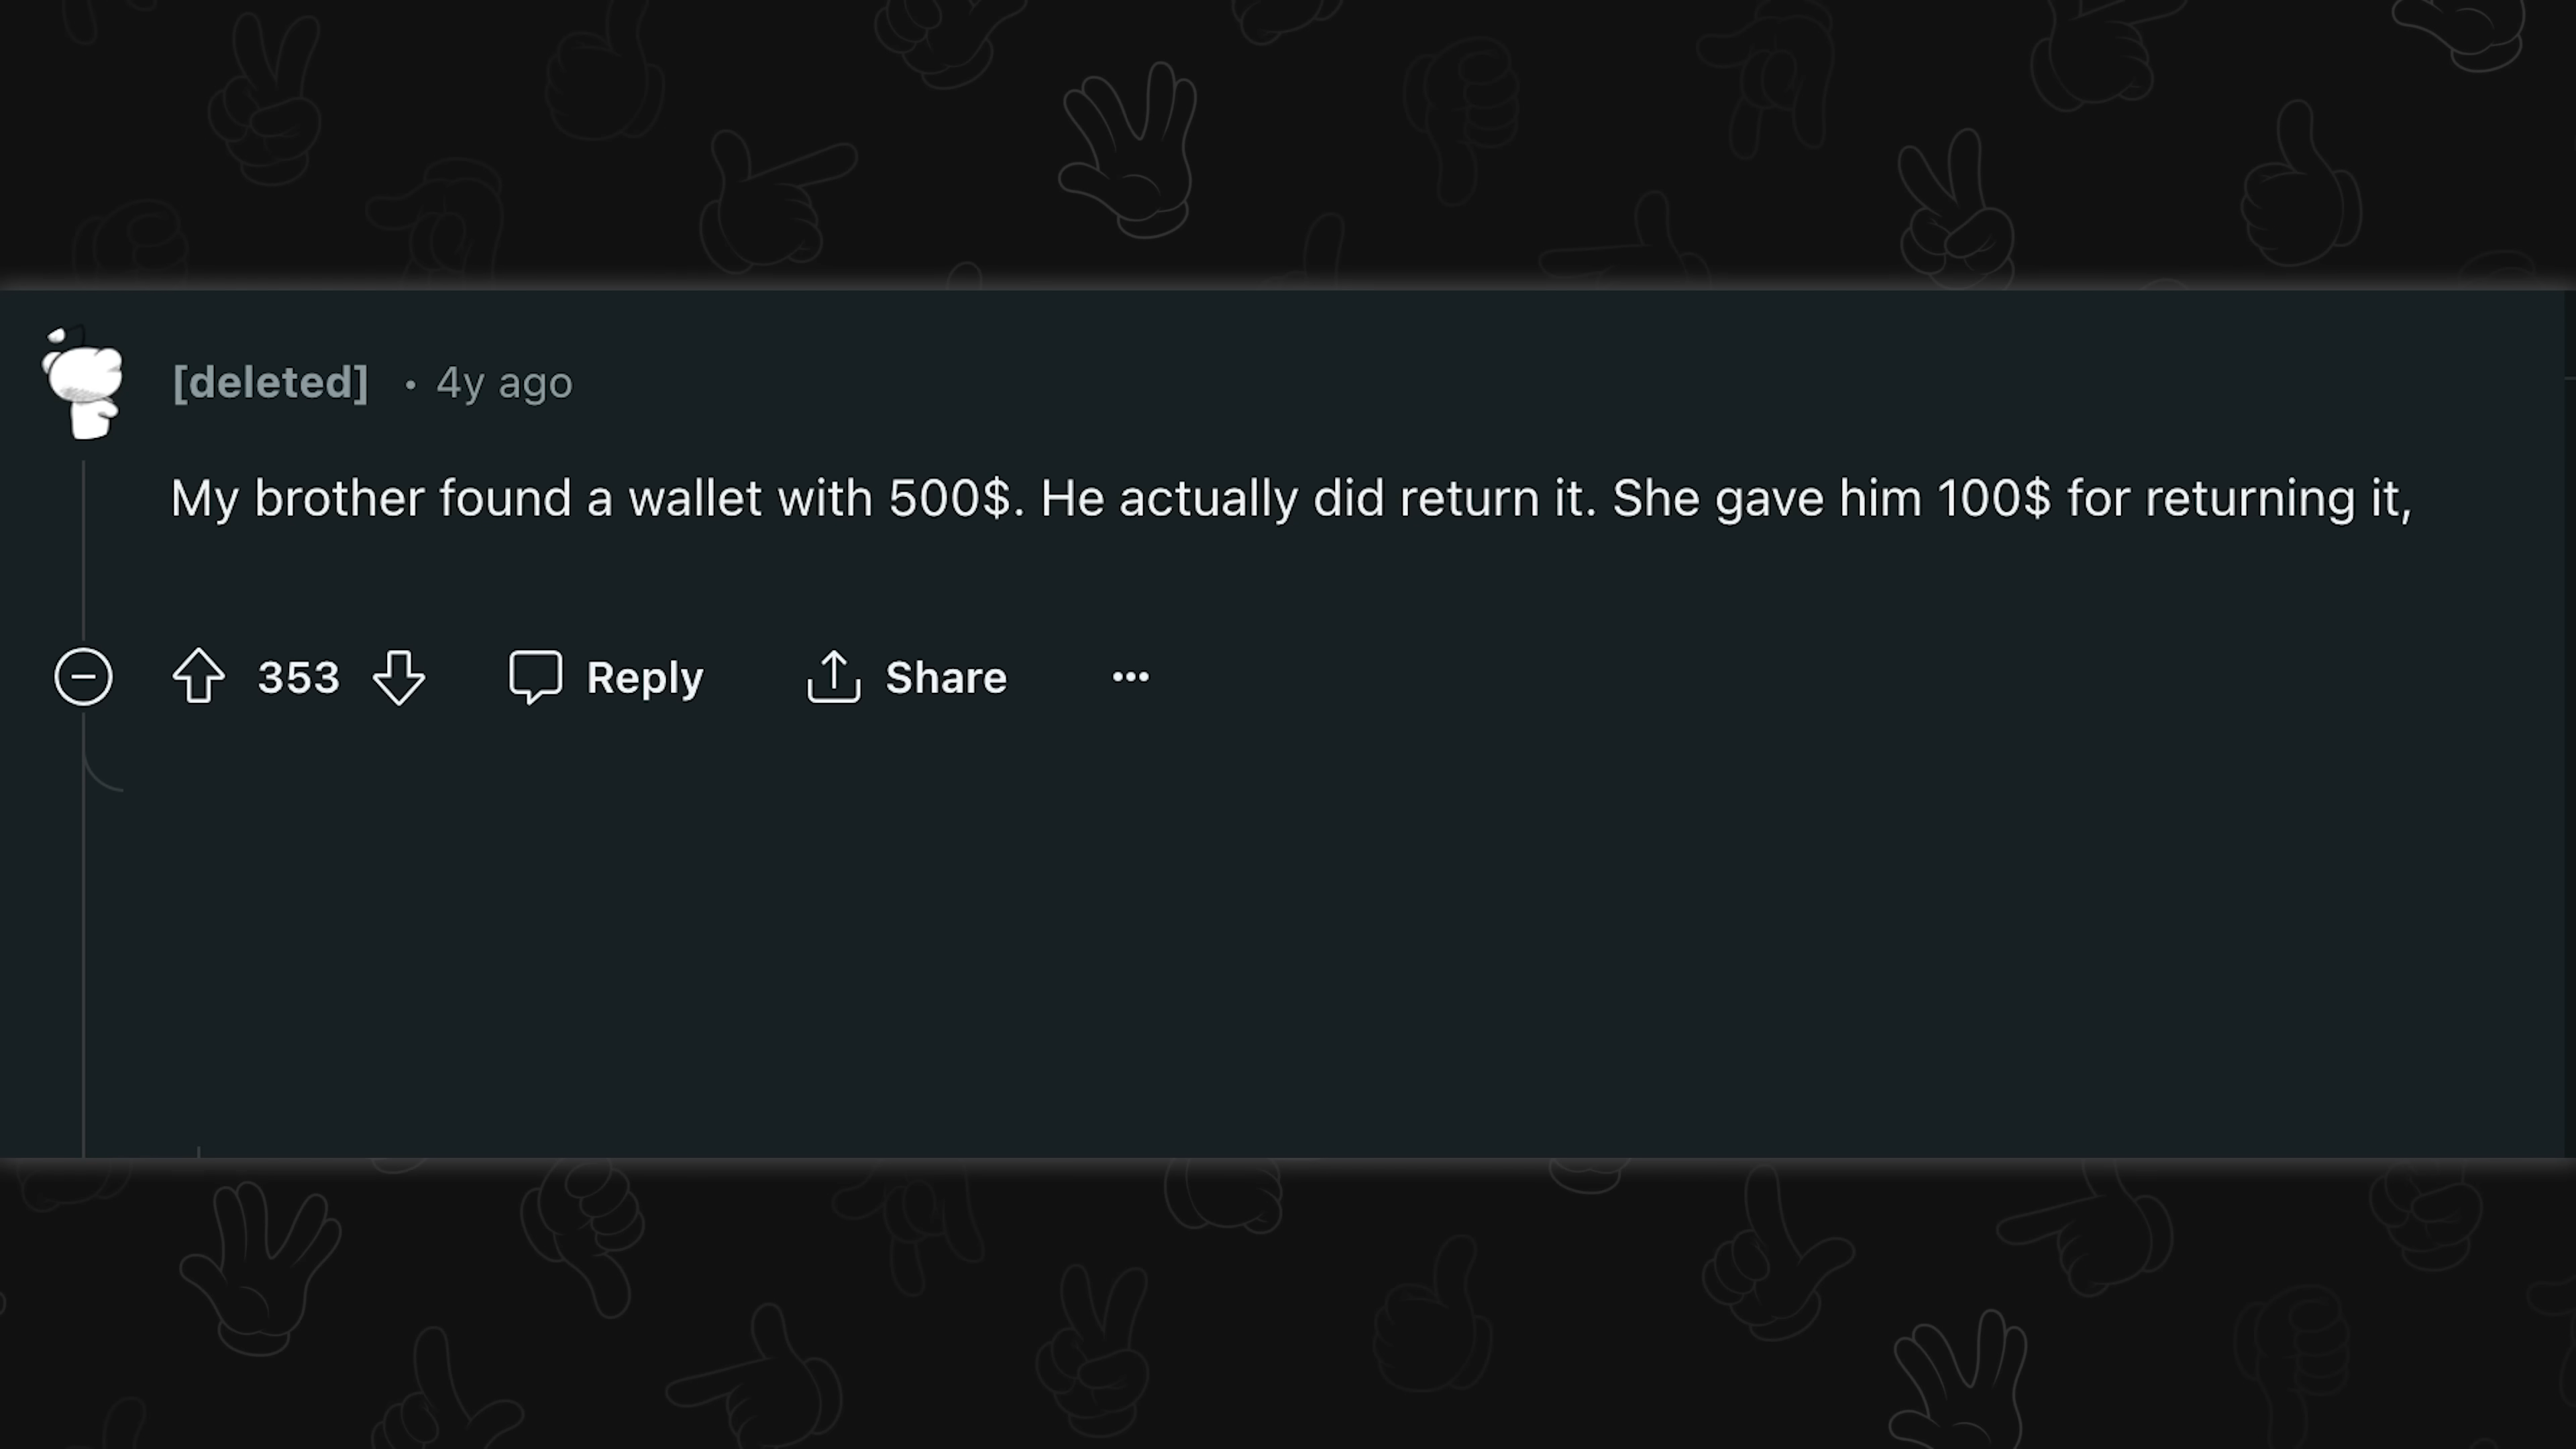 [deleted] • 4y ago
My brother found a wallet with 500$. He actually did return it. She gave him 100$ for returning it,
353 Reply Share ...